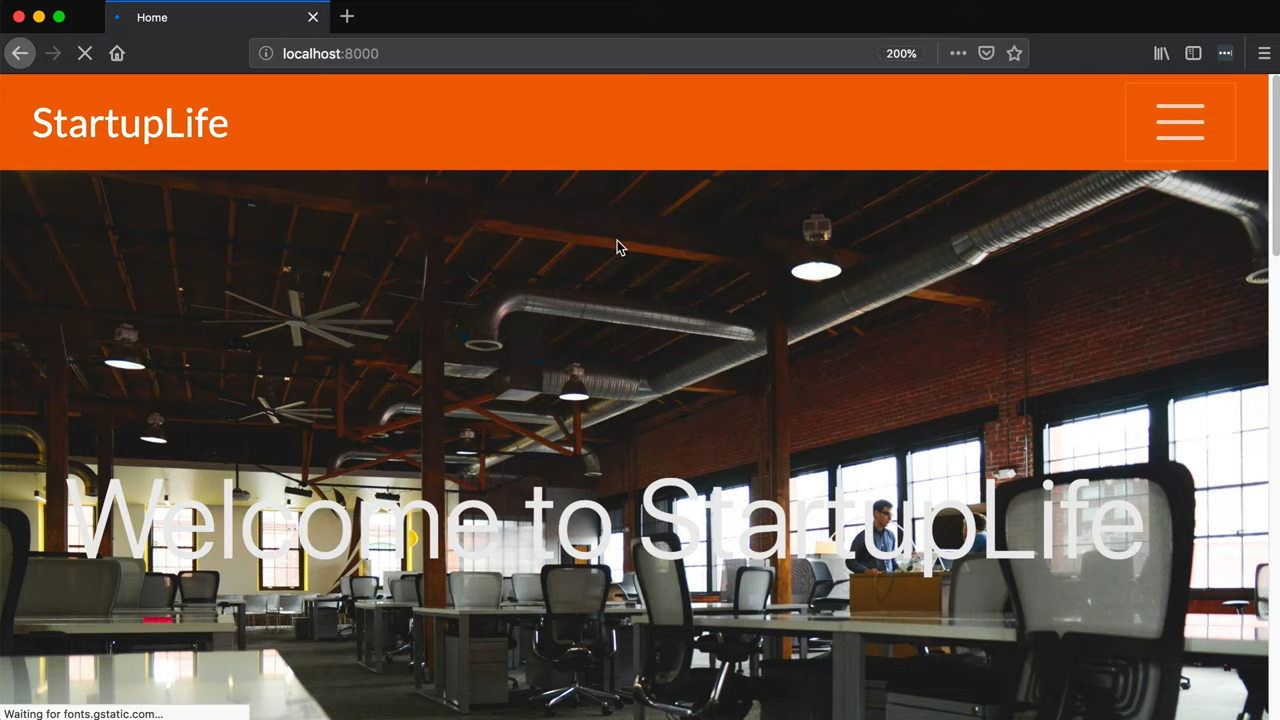 Home
localhost:8000
200%
StartupLife
Welcome to StartupLife
Waiting for fonts.gstatic.com...